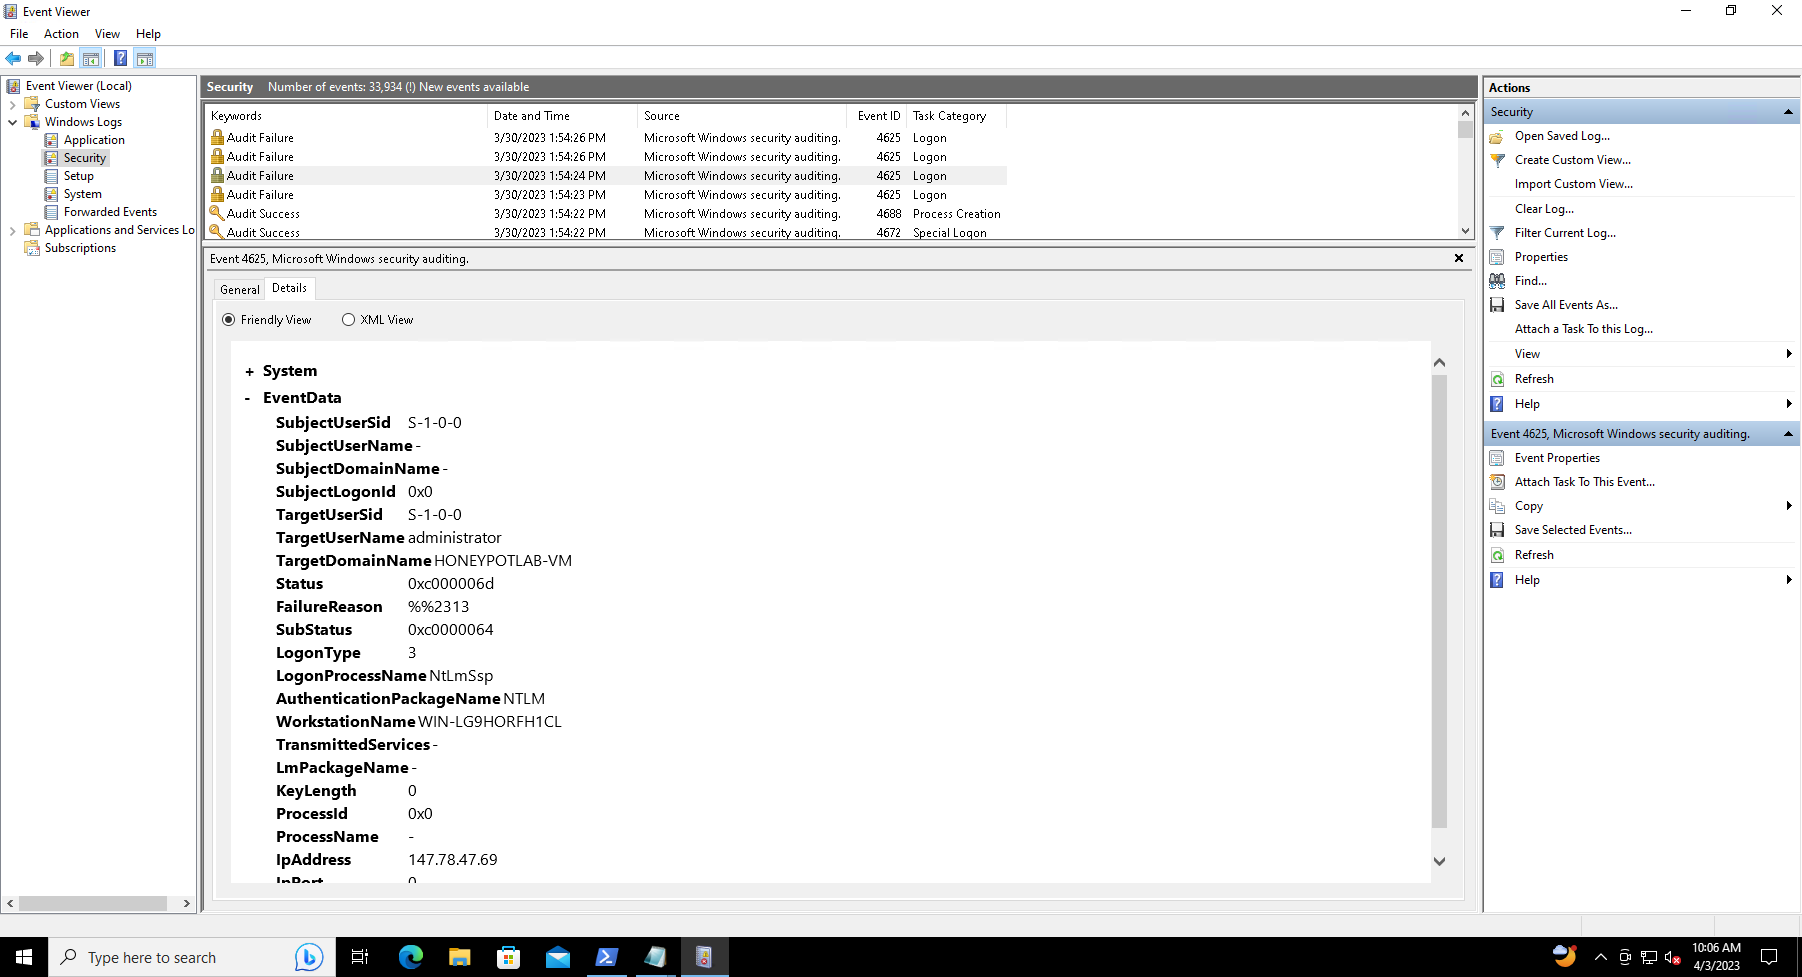 Event Viewer
File Action View Help
Event Viewer (Local)
Custom Views
Windows Logs
Application
Security
Setup
System
Forwarded Events
Applications and Services Lo
Subscriptions
Security Number of events: 33,934 (!) New events available
Keywords Date and Time Source Event ID Task Category
Audit Failure 3/30/2023 1:54:26 PM Microsoft Windows security auditing. 4625 Logon
Audit Failure 3/30/2023 1:54:26 PM Microsoft Windows security auditing. 4625 Logon
Audit Failure 3/30/2023 1:54:24 PM Microsoft Windows security auditing. 4625 Logon
Audit Failure 3/30/2023 1:54:23 PM Microsoft Windows security auditing. 4625 Logon
Audit Success 3/30/2023 1:54:22 PM Microsoft Windows security auditing. 4688 Process Creation
Audit Success 3/30/2023 1:54:22 PM Microsoft Windows security auditing. 4672 Special Logon
Event 4625, Microsoft Windows security auditing.
General Details
Friendly View XML View
+ System
- EventData
SubjectUserSid S-1-0-0
SubjectUserName -
SubjectDomainName -
SubjectLogonId 0x0
TargetUserSid S-1-0-0
TargetUserName administrator
TargetDomainName HONEYPOTLAB-VM
Status 0xc000006d
FailureReason %%2313
SubStatus 0xc0000064
LogonType 3
LogonProcessName NtLmSsp
AuthenticationPackageName NTLM
WorkstationName WIN-LG9HORFH1CL
TransmittedServices -
LmPackageName -
KeyLength 0
ProcessId 0x0
ProcessName -
IpAddress 147.78.47.69
IpPort 0
Actions
Security
Open Saved Log...
Create Custom View...
Import Custom View...
Clear Log...
Filter Current Log...
Properties
Find...
Save All Events As...
Attach a Task To this Log...
View
Refresh
Help
Event 4625, Microsoft Windows security auditing.
Event Properties
Attach Task To This Event...
Copy
Save Selected Events...
Refresh
Help
Type here to search
10:06 AM
4/3/2023